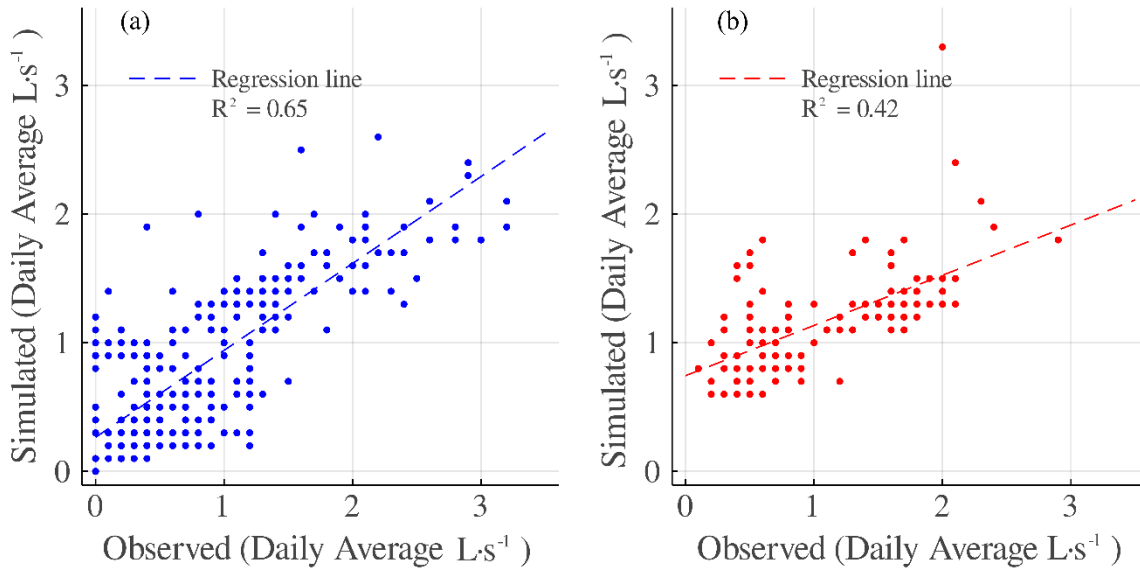 (a)
Regression line
R² = 0.65
3
2
1
0
0 1 2 3
Simulated (Daily Average L·s⁻¹ )
Observed (Daily Average L·s⁻¹ )
(b)
Regression line
R² = 0.42
3
2
1
0
0 1 2 3
Simulated (Daily Average L·s⁻¹ )
Observed (Daily Average L·s⁻¹ )